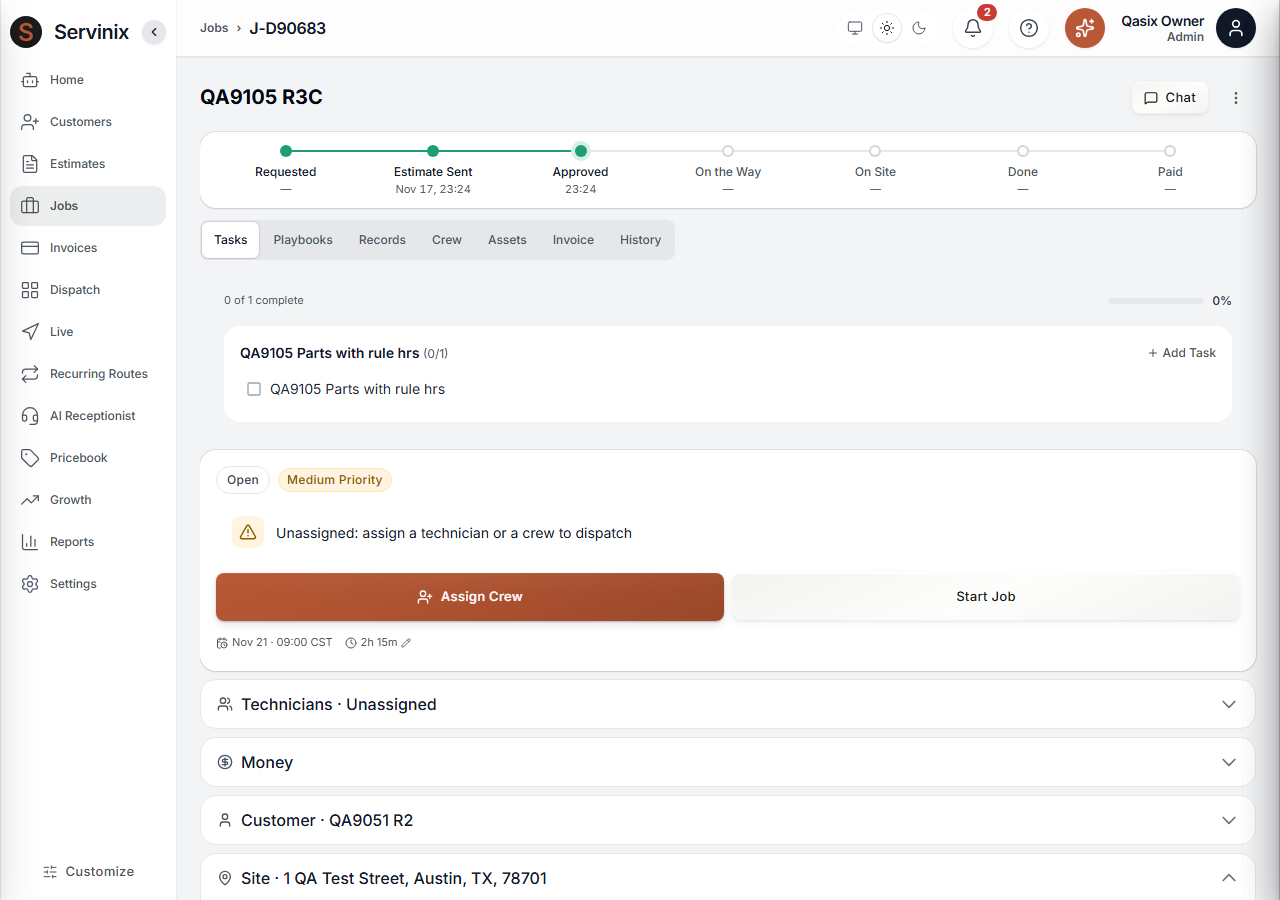 S Servinix
Home
Customers
Estimates
Jobs
Invoices
Dispatch
Live
Recurring Routes
AI Receptionist
Pricebook
Growth
Reports
Settings
Customize
Jobs › J-D90683
2
Qasix Owner
Admin
QA9105 R3C
Chat
Requested
—
Estimate Sent
Nov 17, 23:24
Approved
23:24
On the Way
—
On Site
—
Done
—
Paid
—
Tasks Playbooks Records Crew Assets Invoice History
0 of 1 complete
0%
QA9105 Parts with rule hrs (0/1)
+ Add Task
QA9105 Parts with rule hrs
Open Medium Priority
Unassigned: assign a technician or a crew to dispatch
Assign Crew
Start Job
Nov 21 · 09:00 CST 2h 15m
Technicians · Unassigned
Money
Customer · QA9051 R2
Site · 1 QA Test Street, Austin, TX, 78701